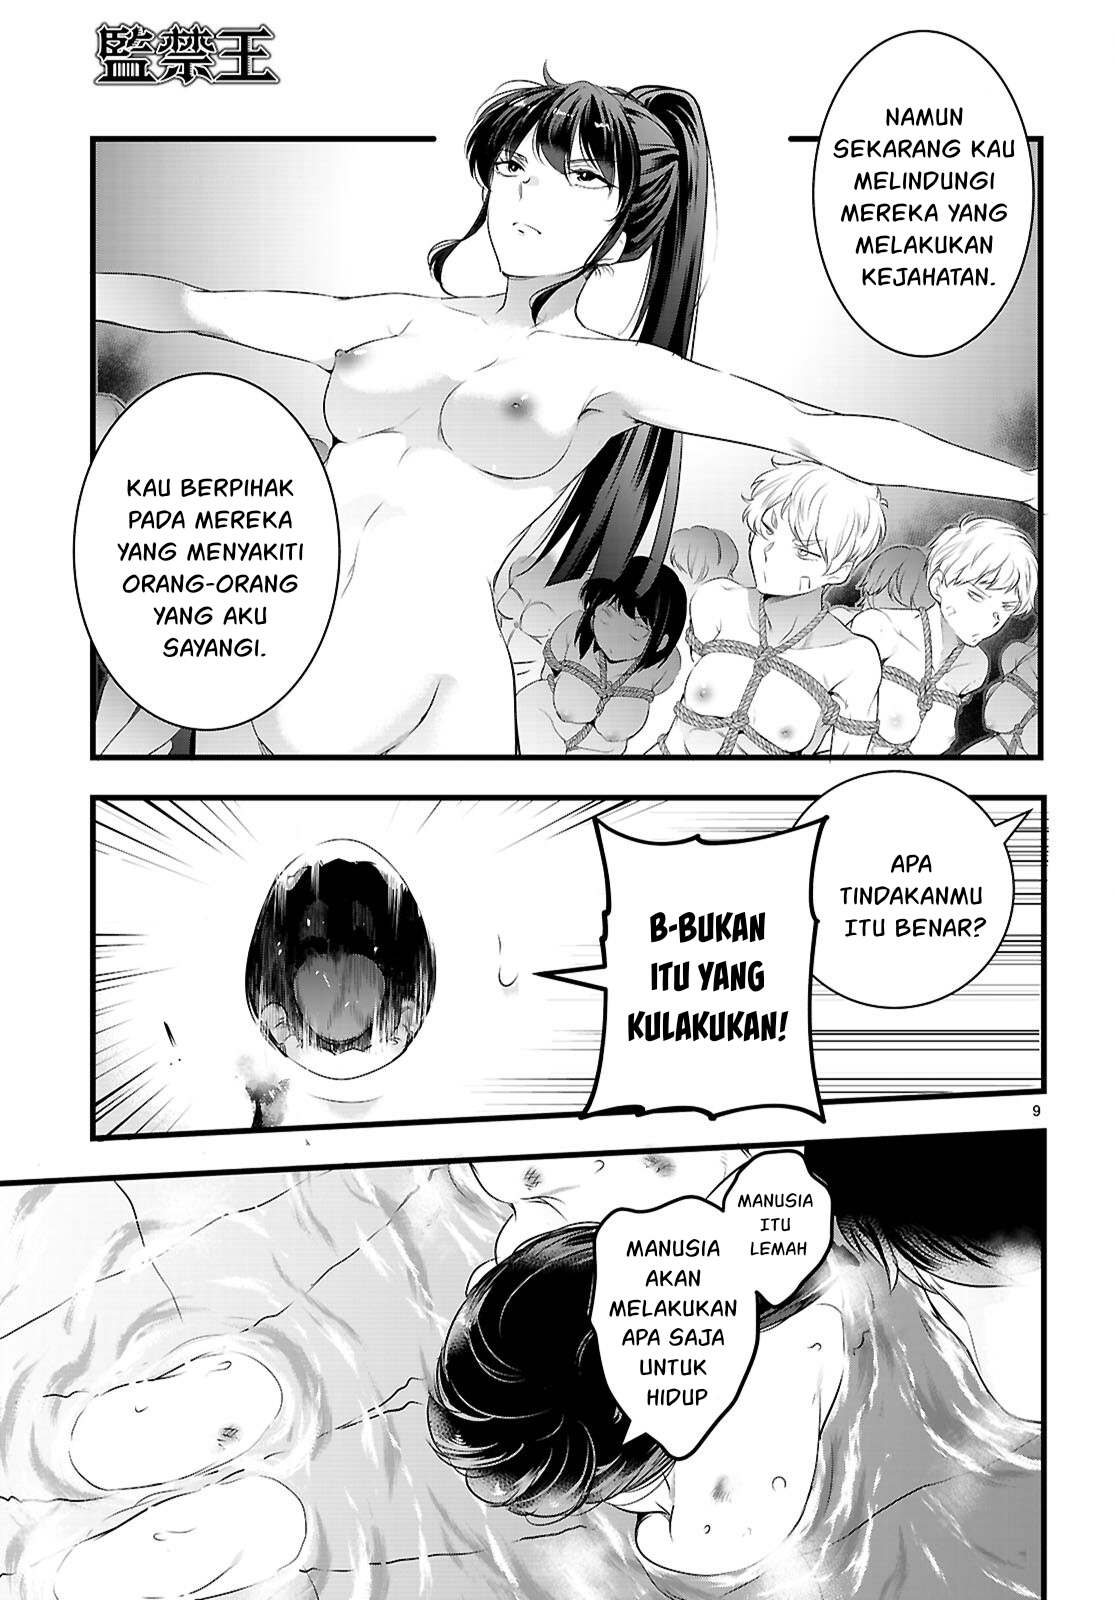 監禁王
NAMUN
SEKARANG KAU
MELINDUNGI
MEREKA YANG
MELAKUKAN
KEJAHATAN.
KAU BERPIHAK
PADA MEREKA
YANG MENYAKITI
ORANG-ORANG
YANG AKU
SAYANGI.
APA
TINDAKANMU
ITU BENAR?
B-BUKAN
ITU YANG
KULAKUKAN!
9
MANUSIA
ITU
LEMAH
MANUSIA
AKAN
MELAKUKAN
APA SAJA
UNTUK
HIDUP